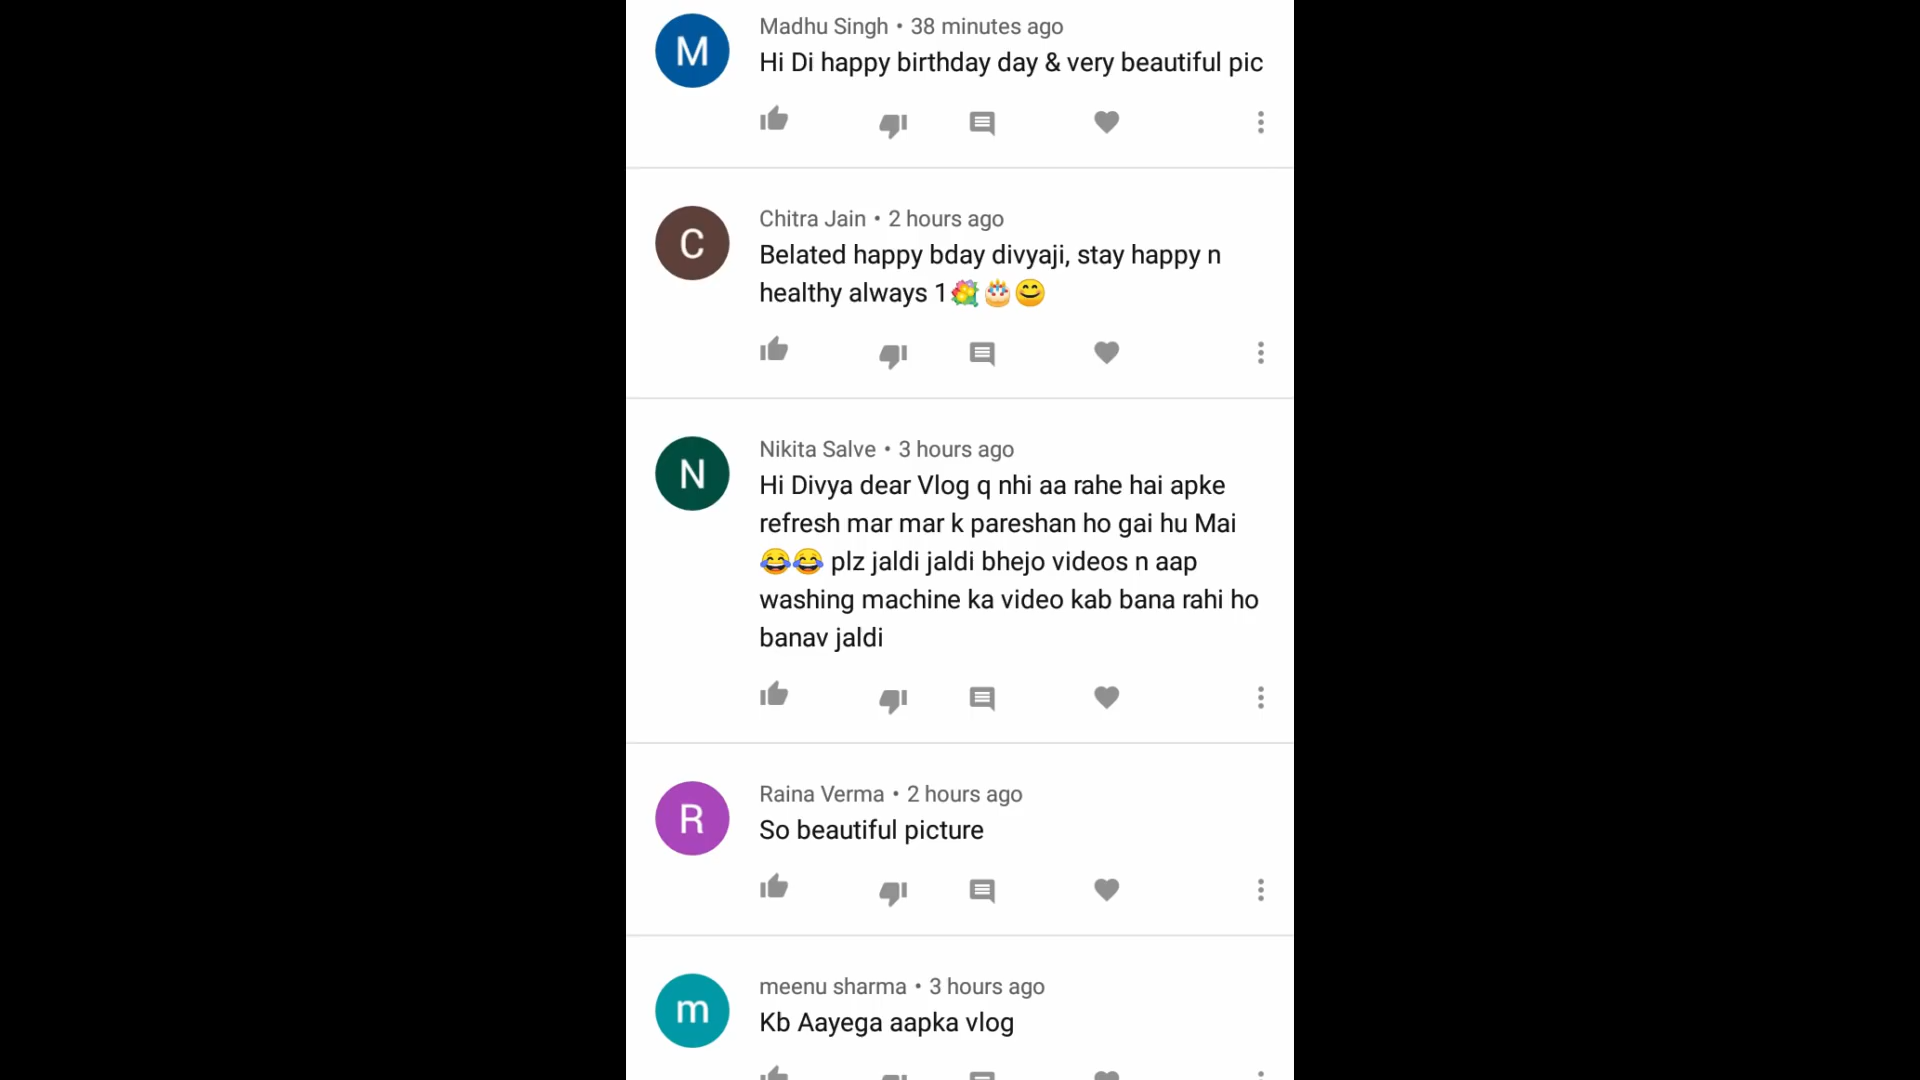 M
Madhu Singh • 38 minutes ago
Hi Di happy birthday day & very beautiful pic
C
Chitra Jain • 2 hours ago
Belated happy bday divyaji, stay happy n
healthy always 1💐🎂😊
N
Nikita Salve • 3 hours ago
Hi Divya dear Vlog q nhi aa rahe hai apke
refresh mar mar k pareshan ho gai hu Mai
😂😂 plz jaldi jaldi bhejo videos n aap
washing machine ka video kab bana rahi ho
banav jaldi
R
Raina Verma • 2 hours ago
So beautiful picture
m
meenu sharma • 3 hours ago
Kb Aayega aapka vlog